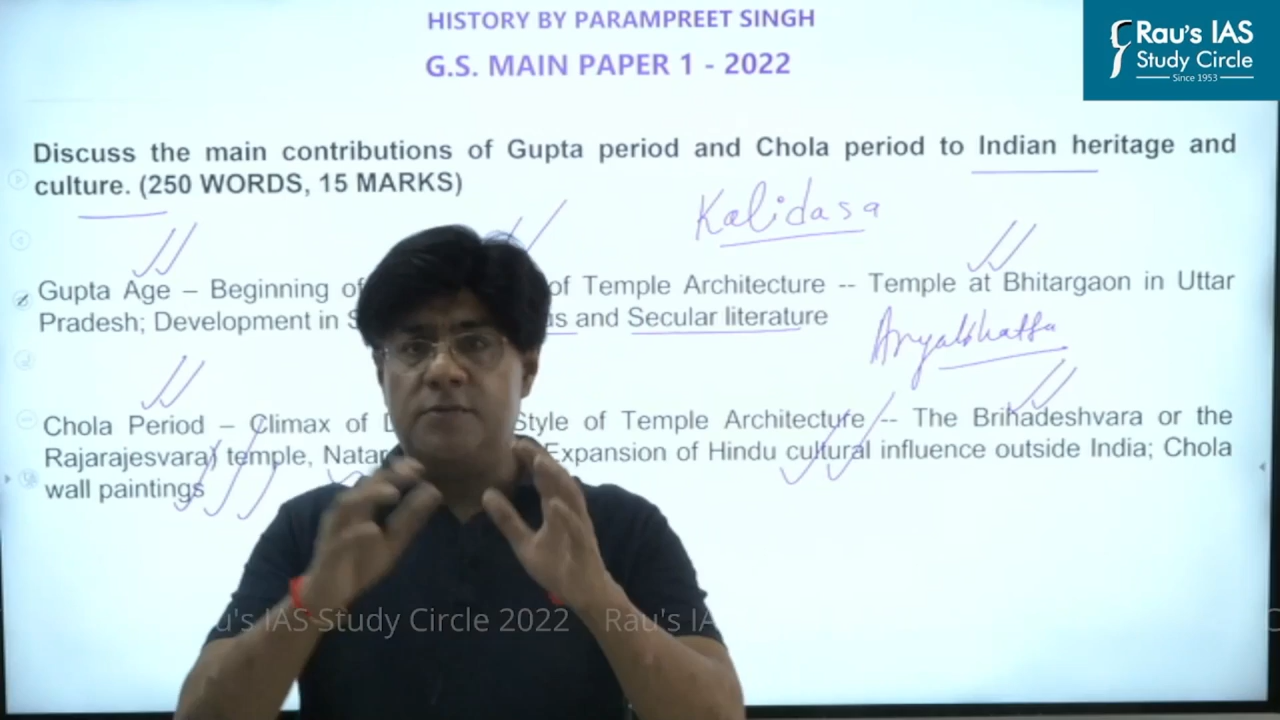 HISTORY BY PARAMPREET SINGH
G.S. MAIN PAPER 1 - 2022
Rau's IAS
Study Circle
Since 1953
Discuss the main contributions of Gupta period and Chola period to Indian heritage and
culture. (250 WORDS, 15 MARKS)
Kalidasa
Gupta Age – Beginning of of Temple Architecture -- Temple at Bhitargaon in Uttar
Pradesh; Development in and Secular literature
Aryabhatta
Chola Period – Climax of Style of Temple Architecture -- The Brihadeshvara or the
Rajarajesvara) temple, Expansion of Hindu cultural influence outside India; Chola
wall paintings
Rau's IAS Study Circle 2022 Rau's IA